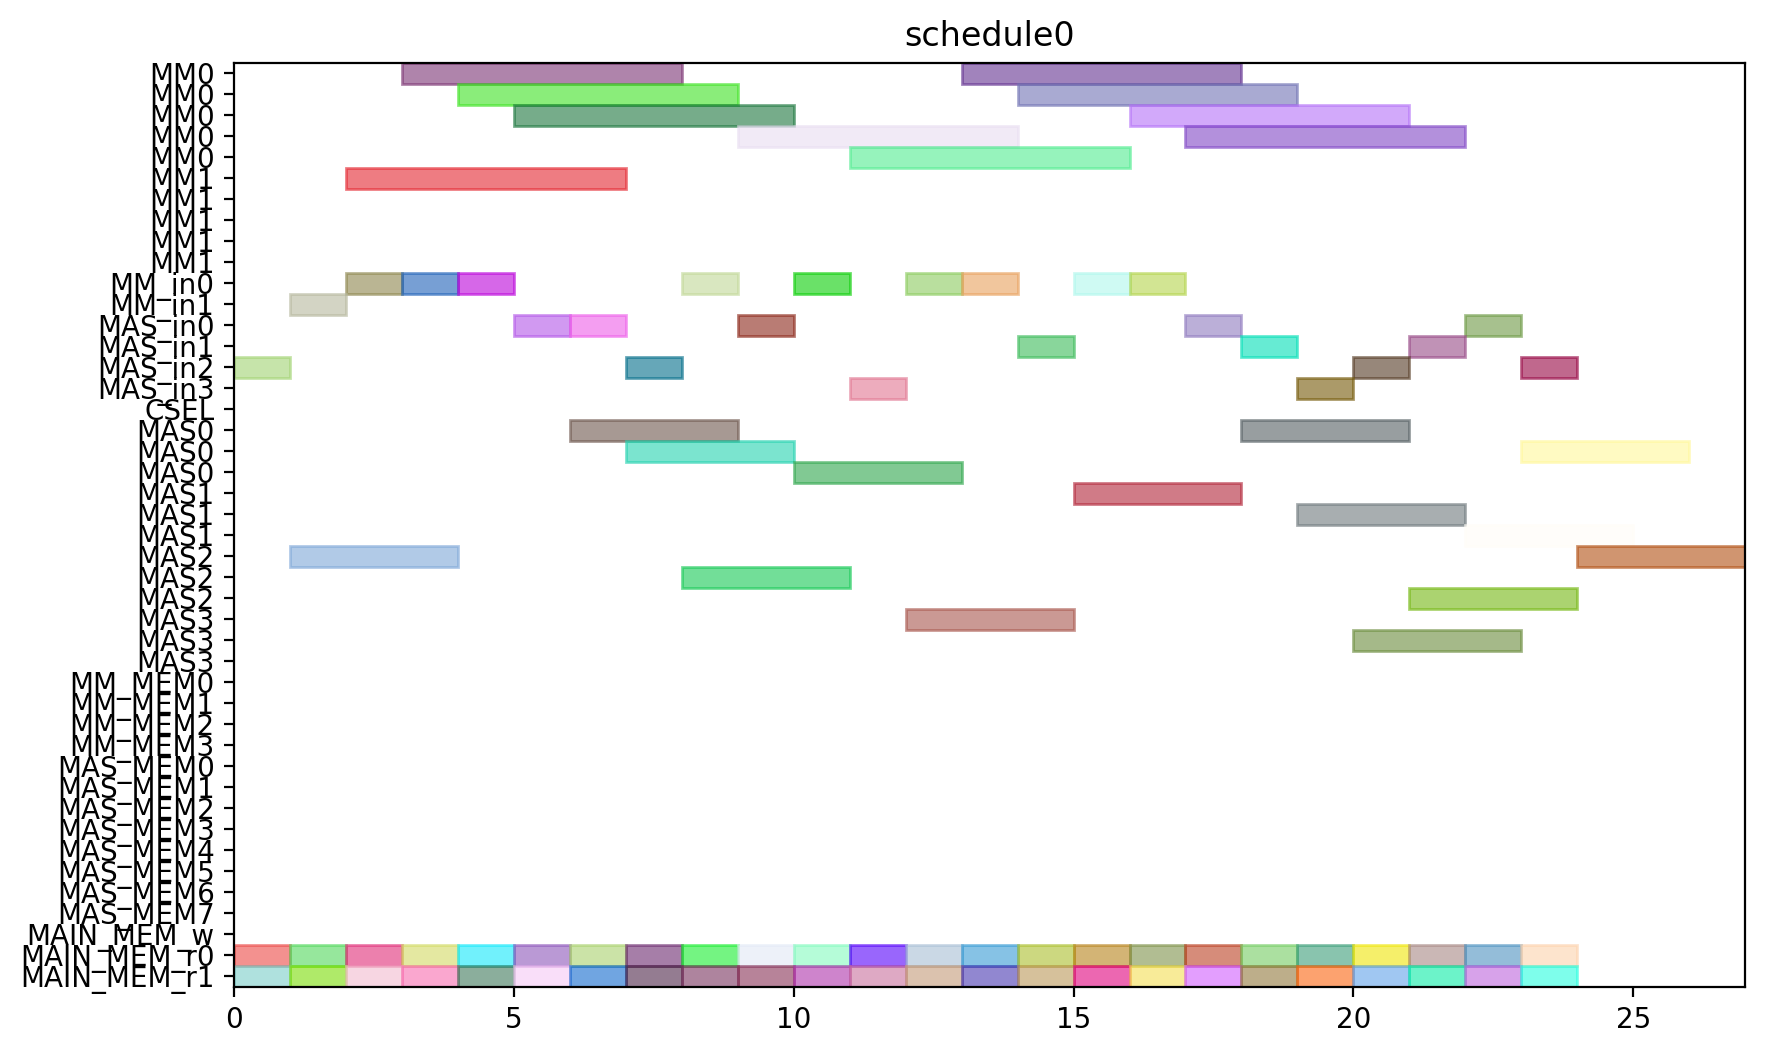 schedule0
MM0
MM0
MM0
MM0
MM0
MM1
MM1
MM1
MM1
MM1
MM_in0
MM_in1
MAS_in0
MAS_in1
MAS_in2
MAS_in3
CSEL
MAS0
MAS0
MAS0
MAS1
MAS1
MAS1
MAS2
MAS2
MAS2
MAS3
MAS3
MAS3
MM_MEM0
MM_MEM1
MM_MEM2
MM_MEM3
MAS_MEM0
MAS_MEM1
MAS_MEM2
MAS_MEM3
MAS_MEM4
MAS_MEM5
MAS_MEM6
MAS_MEM7
MAIN_MEM_w
MAIN_MEM_r0
MAIN_MEM_r1
0 5 10 15 20 25